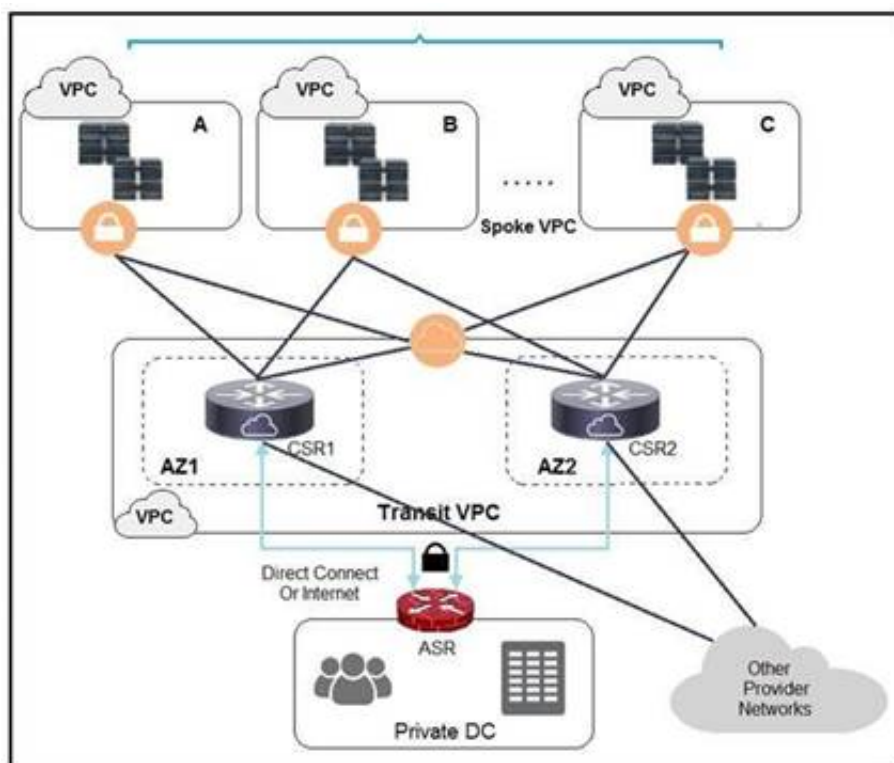 VPC
A
VPC
B
VPC
C
.....
Spoke VPC
CSR1
AZ1
CSR2
AZ2
VPC
Transit VPC
Direct Connect
Or Internet
ASR
Private DC
Other
Provider
Networks